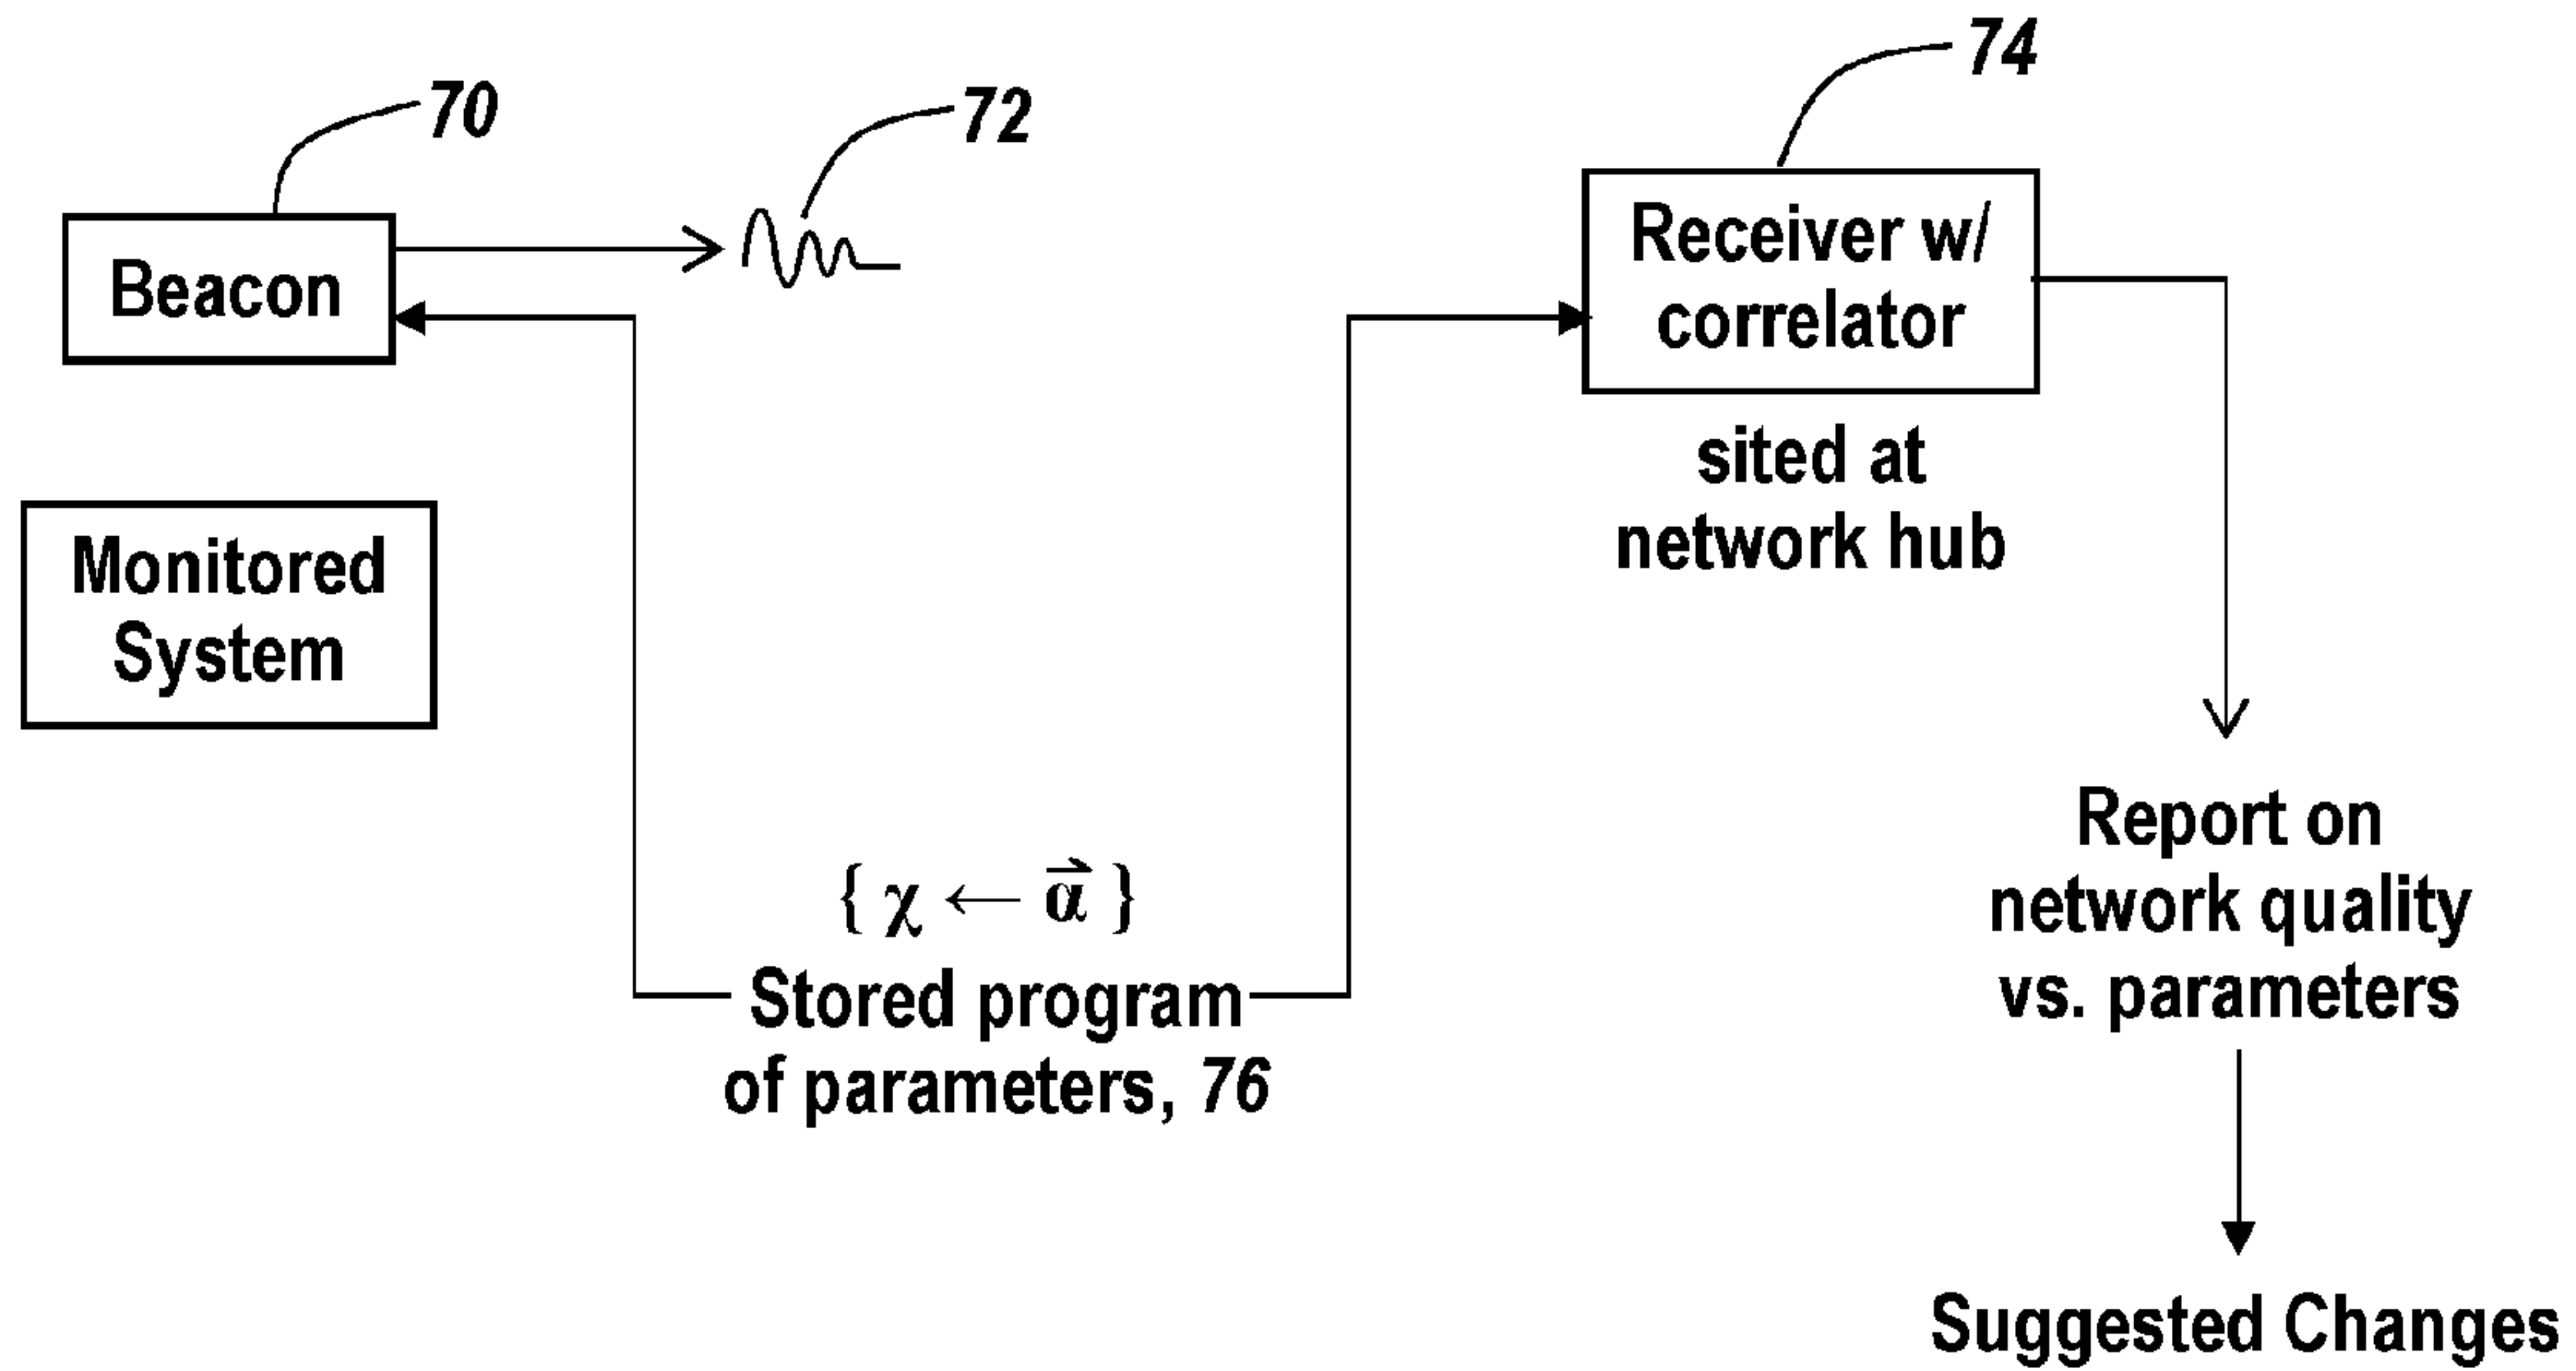 70
72
74
Beacon
Receiver w/
correlator
sited at
network hub
Monitored
System
{ χ ← α⃗ }
Stored program
of parameters, 76
Report on
network quality
vs. parameters
Suggested Changes